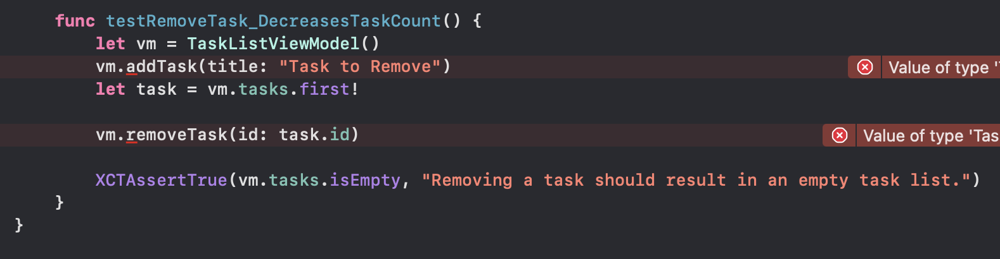 func testRemoveTask_DecreasesTaskCount() {
let vm = TaskListViewModel()
vm.addTask(title: "Task to Remove") Value of type
let task = vm.tasks.first!
vm.removeTask(id: task.id) Value of type 'Tas
XCTAssertTrue(vm.tasks.isEmpty, "Removing a task should result in an empty task list.")
}
}